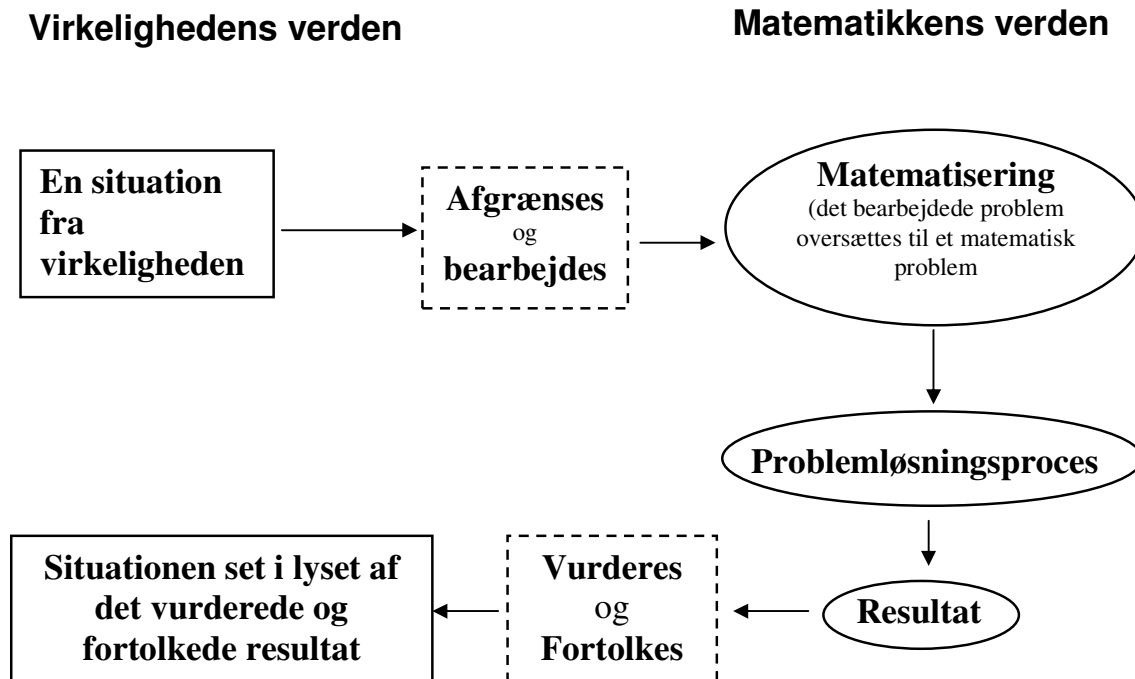 Virkelighedens verden
Matematikkens verden
En situation
fra
virkeligheden
Afgrænses
og
bearbejdes
Matematisering
(det bearbejdede problem
oversættes til et matematisk
problem
Problemløsningsproces
Situationen set i lyset af
det vurderede og
fortolkede resultat
Vurderes
og
Fortolkes
Resultat